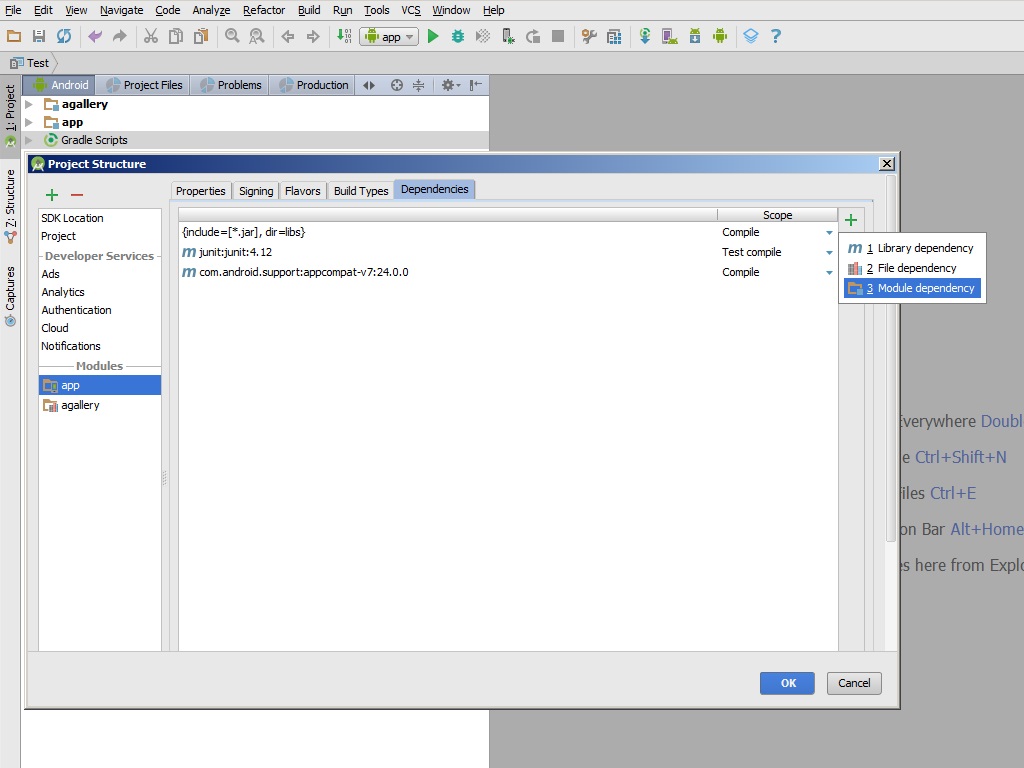 File Edit View Navigate Code Analyze Refactor Build Run Tools VCS Window Help
app
Test
1: Project
Z: Structure
Captures
Android Project Files Problems Production
agallery
app
Gradle Scripts
Project Structure
SDK Location
Project
Developer Services
Ads
Analytics
Authentication
Cloud
Notifications
Modules
app
agallery
Properties Signing Flavors Build Types Dependencies
Scope
{include=[*.jar], dir=libs} Compile
m junit:junit:4.12 Test compile
m com.android.support:appcompat-v7:24.0.0 Compile
m 1 Library dependency
2 File dependency
3 Module dependency
OK Cancel
Everywhere Doubl
e Ctrl+Shift+N
Files Ctrl+E
on Bar Alt+Home
es here from Explo